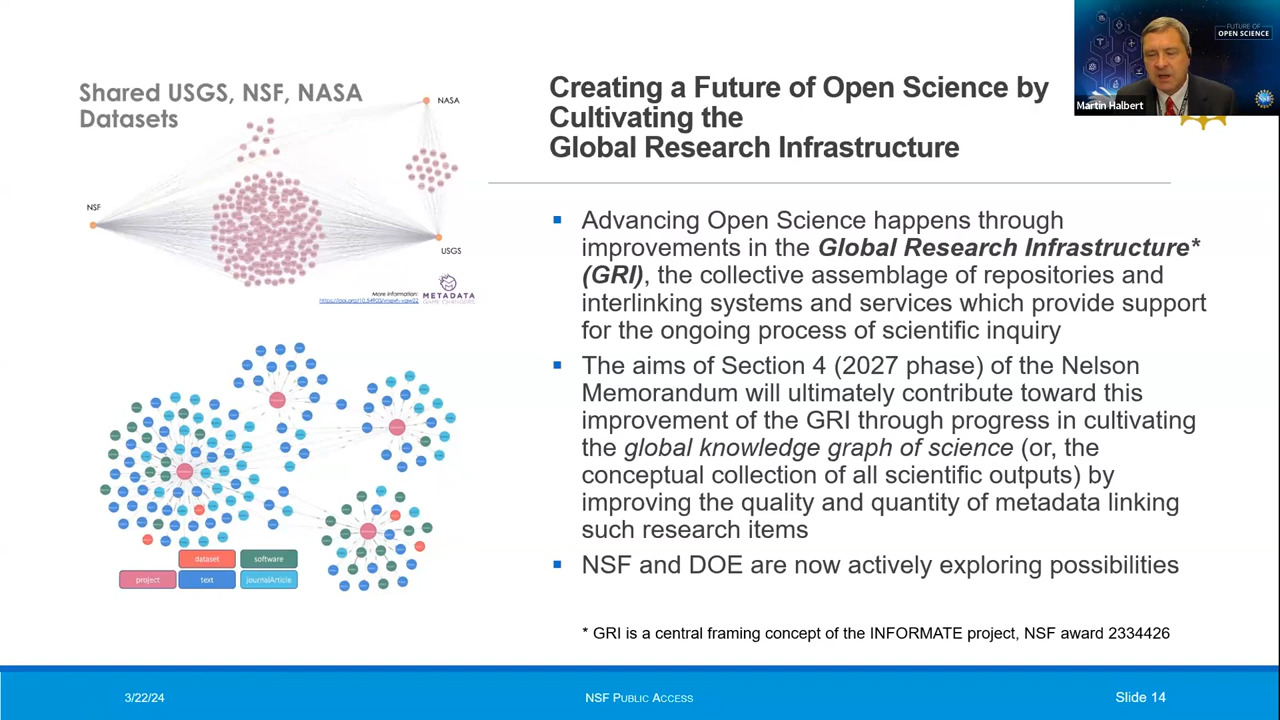 Shared USGS, NSF, NASA
Datasets
NASA
NSF
USGS
More information:
METADATA
GAME CHANGERS
dataset
software
project
text
journalArticle
Creating a Future of Open Science by
Cultivating the
Global Research Infrastructure
FUTURE OF
OPEN SCIENCE
Martin Halbert
▪ Advancing Open Science happens through
improvements in the Global Research Infrastructure*
(GRI), the collective assemblage of repositories and
interlinking systems and services which provide support
for the ongoing process of scientific inquiry
▪ The aims of Section 4 (2027 phase) of the Nelson
Memorandum will ultimately contribute toward this
improvement of the GRI through progress in cultivating
the global knowledge graph of science (or, the
conceptual collection of all scientific outputs) by
improving the quality and quantity of metadata linking
such research items
▪ NSF and DOE are now actively exploring possibilities
* GRI is a central framing concept of the INFORMATE project, NSF award 2334426
3/22/24
NSF PUBLIC ACCESS
Slide 14